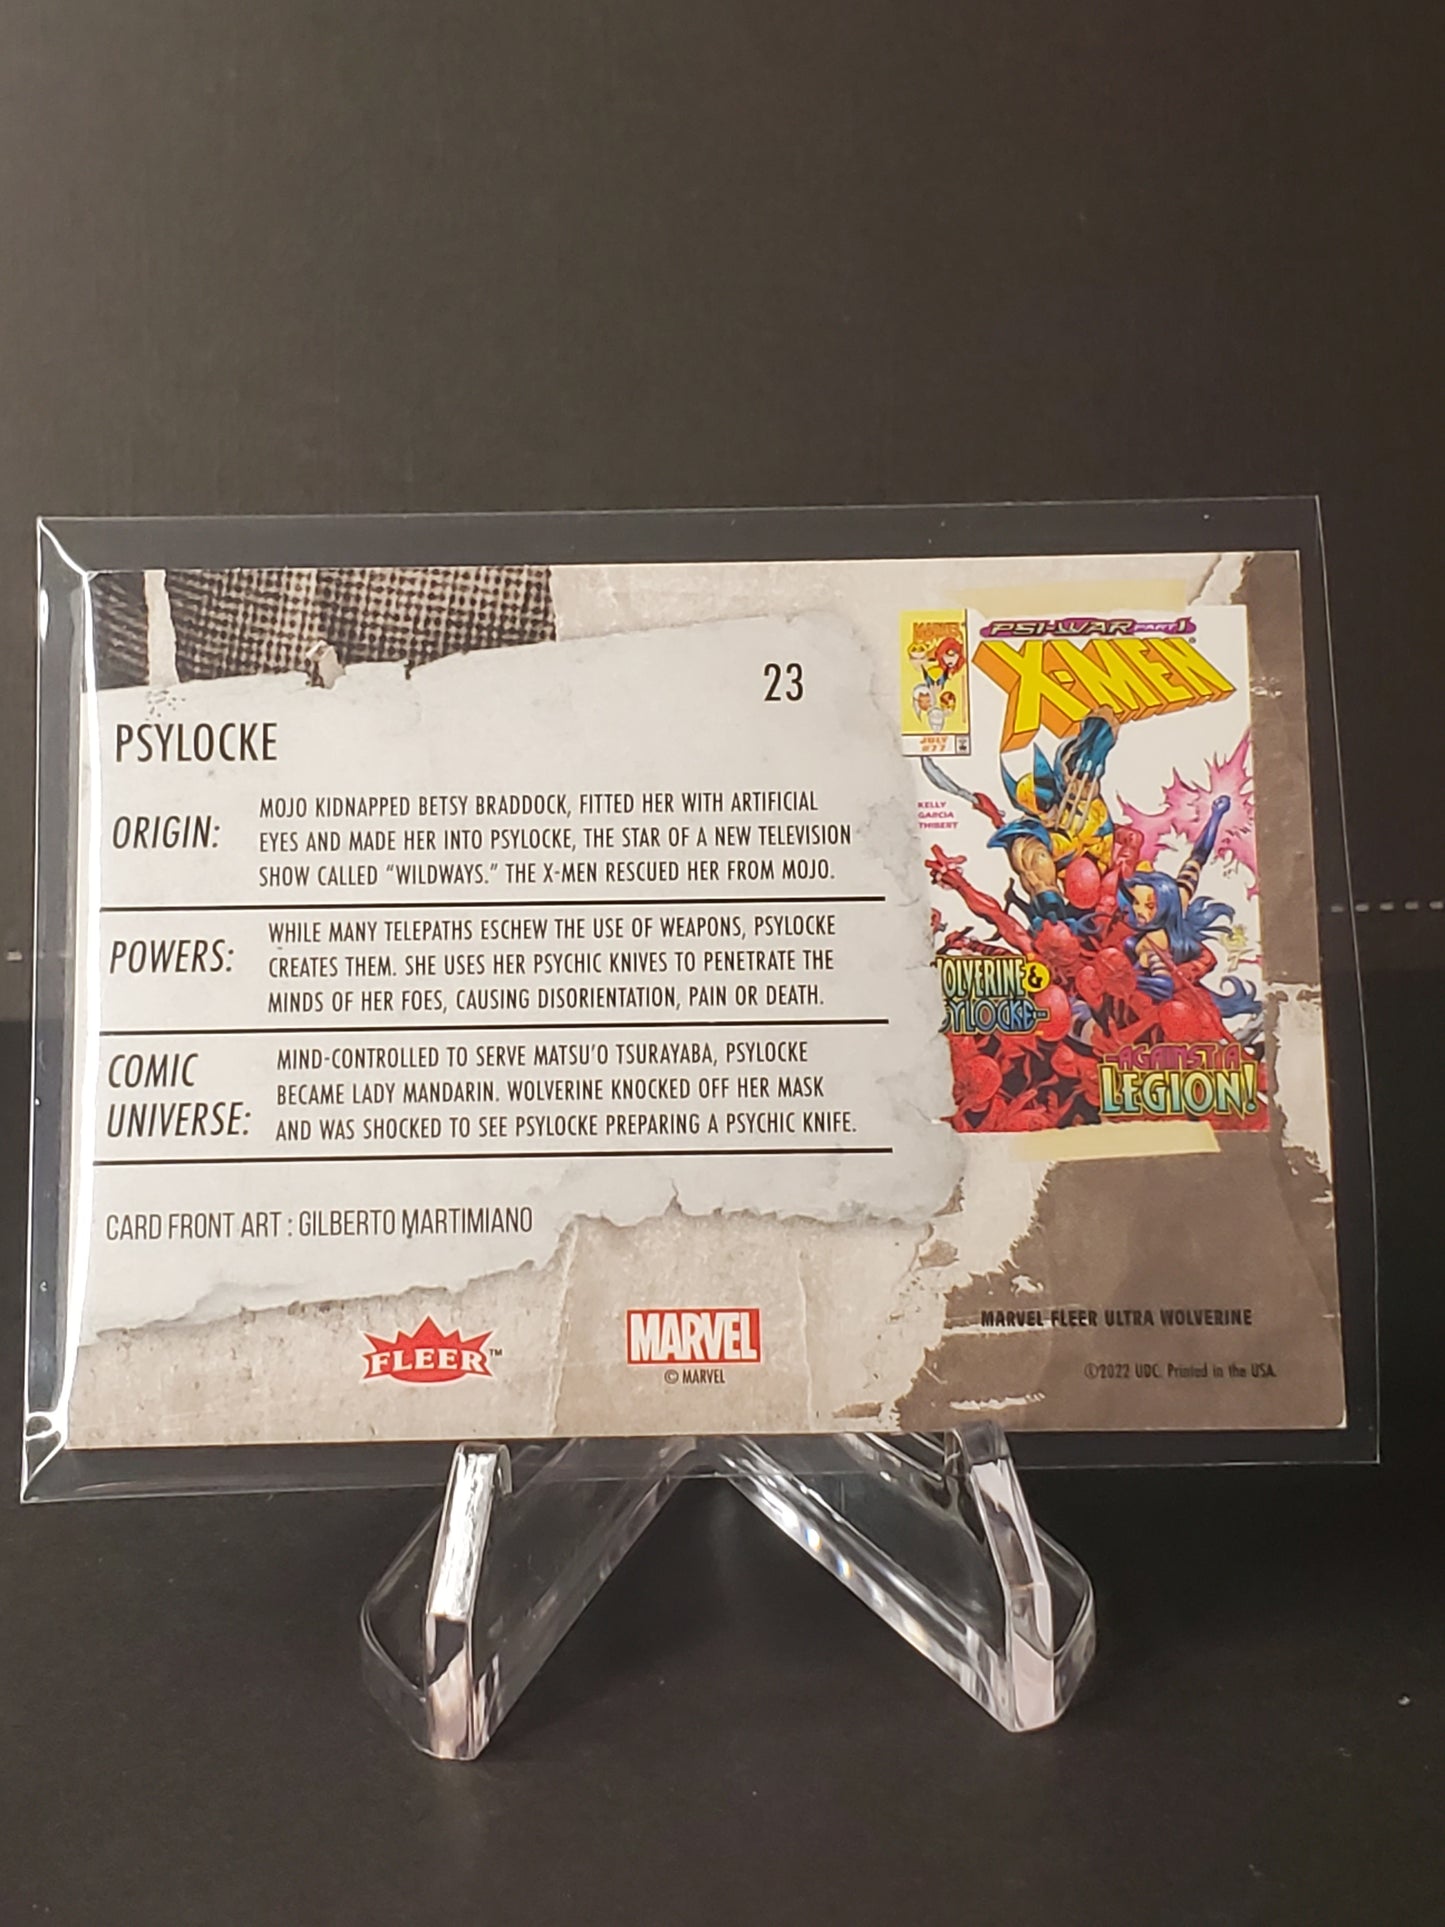 23
PSYLOCKE
ORIGIN:
MOJO KIDNAPPED BETSY BRADDOCK, FITTED HER WITH ARTIFICIAL
EYES AND MADE HER INTO PSYLOCKE, THE STAR OF A NEW TELEVISION
SHOW CALLED "WILDWAYS." THE X-MEN RESCUED HER FROM MOJO.
POWERS:
WHILE MANY TELEPATHS ESCHEW THE USE OF WEAPONS, PSYLOCKE
CREATES THEM. SHE USES HER PSYCHIC KNIVES TO PENETRATE THE
MINDS OF HER FOES, CAUSING DISORIENTATION, PAIN OR DEATH.
COMIC
UNIVERSE:
MIND-CONTROLLED TO SERVE MATSU'O TSURAYABA, PSYLOCKE
BECAME LADY MANDARIN. WOLVERINE KNOCKED OFF HER MASK
AND WAS SHOCKED TO SEE PSYLOCKE PREPARING A PSYCHIC KNIFE.
CARD FRONT ART : GILBERTO MARTIMIANO
FLEER™
MARVEL
© MARVEL
MARVEL FLEER ULTRA WOLVERINE
©2022 UDC. Printed in the USA.
PSI-WAR PART 1
X-MEN
JULY
#77
KELLY
GARCIA
THIBERT
OLVERINE &
YLOCKE--
-AGAINST A-
LEGION!